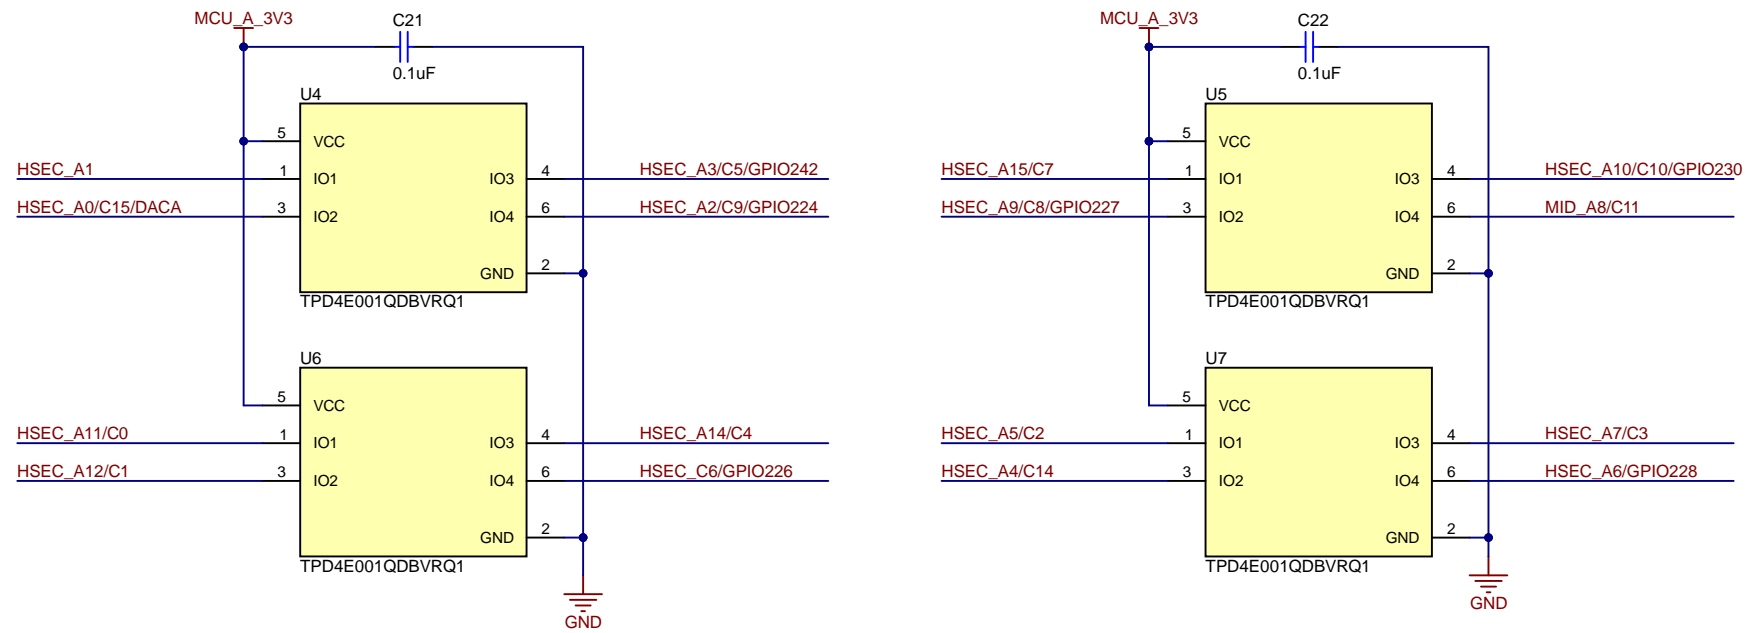 MCU_A_3V3
C21
0.1uF
U4
5 VCC
HSEC_A1 1 IO1 IO3 4 HSEC_A3/C5/GPIO242
HSEC_A0/C15/DACA 3 IO2 IO4 6 HSEC_A2/C9/GPIO224
GND 2
TPD4E001QDBVRQ1
U6
5 VCC
HSEC_A11/C0 1 IO1 IO3 4 HSEC_A14/C4
HSEC_A12/C1 3 IO2 IO4 6 HSEC_C6/GPIO226
GND 2
TPD4E001QDBVRQ1
GND
MCU_A_3V3
C22
0.1uF
U5
5 VCC
HSEC_A15/C7 1 IO1 IO3 4 HSEC_A10/C10/GPIO230
HSEC_A9/C8/GPIO227 3 IO2 IO4 6 MID_A8/C11
GND 2
TPD4E001QDBVRQ1
U7
5 VCC
HSEC_A5/C2 1 IO1 IO3 4 HSEC_A7/C3
HSEC_A4/C14 3 IO2 IO4 6 HSEC_A6/GPIO228
GND 2
TPD4E001QDBVRQ1
GND